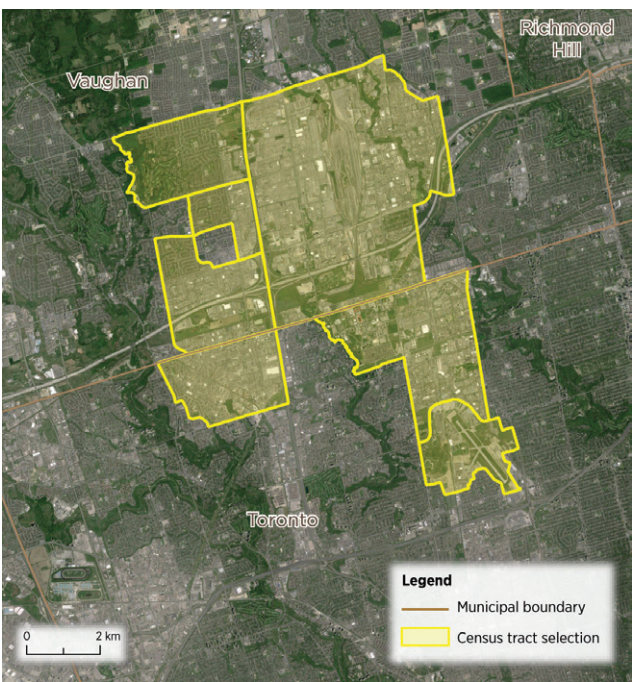 Richmond
Hill
Vaughan
Toronto
Legend
Municipal boundary
Census tract selection
0
2 km